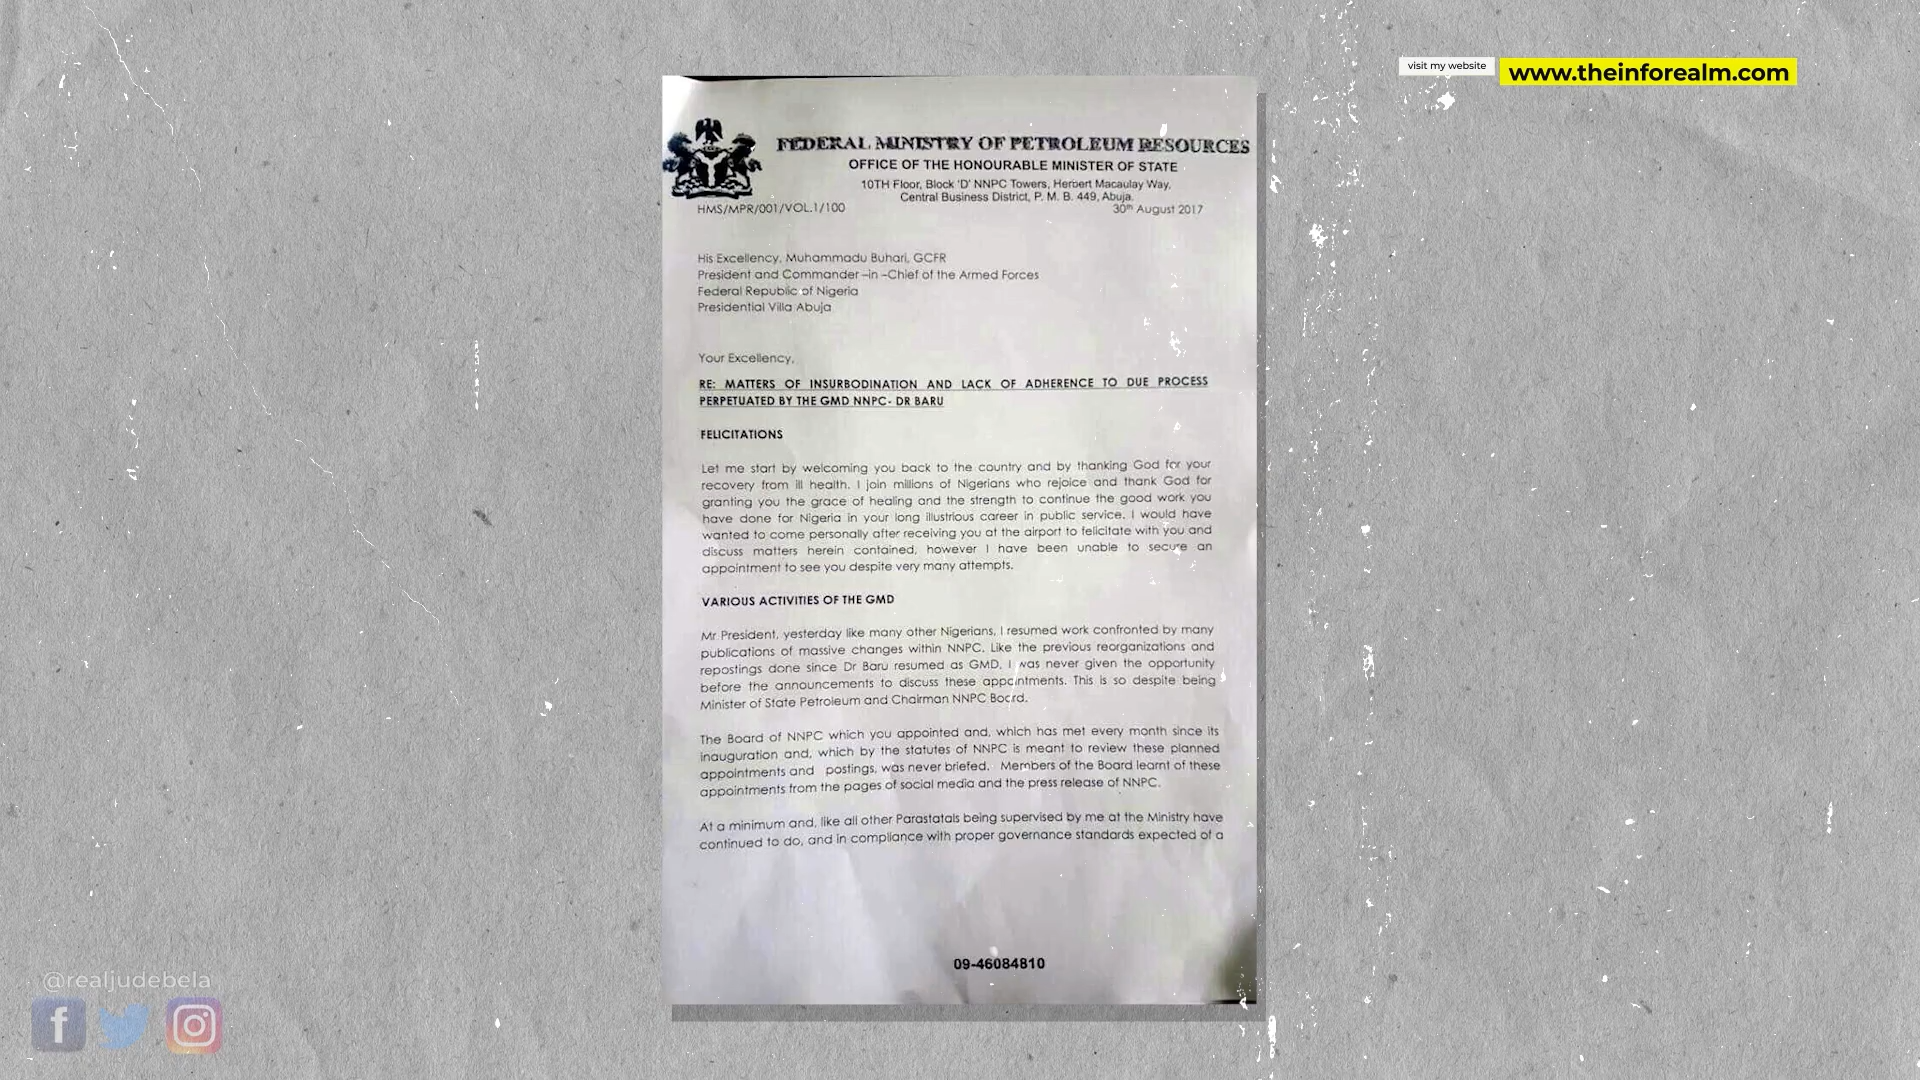 visit my website
www.theinforealm.com
FEDERAL MINISTRY OF PETROLEUM RESOURCES
OFFICE OF THE HONOURABLE MINISTER OF STATE
10TH Floor, Block 'D' NNPC Towers, Herbert Macaulay Way,
Central Business District, P. M. B. 449, Abuja.
HMS/MPR/001/VOL.1/100
30th August 2017
His Excellency, Muhammadu Buhari, GCFR
President and Commander –in –Chief of the Armed Forces
Federal Republic of Nigeria
Presidential Villa Abuja
Your Excellency,
RE: MATTERS OF INSURBODINATION AND LACK OF ADHERENCE TO DUE PROCESS
PERPETUATED BY THE GMD NNPC- DR BARU
FELICITATIONS
Let me start by welcoming you back to the country and by thanking God for your
recovery from ill health. I join millions of Nigerians who rejoice and thank God for
granting you the grace of healing and the strength to continue the good work you
have done for Nigeria in your long illustrious career in public service. I would have
wanted to come personally after receiving you at the airport to felicitate with you and
discuss matters herein contained, however I have been unable to secure an
appointment to see you despite very many attempts.
VARIOUS ACTIVITIES OF THE GMD
Mr President, yesterday like many other Nigerians, I resumed work confronted by many
publications of massive changes within NNPC. Like the previous reorganizations and
repostings done since Dr Baru resumed as GMD, I was never given the opportunity
before the announcements to discuss these appointments. This is so despite being
Minister of State Petroleum and Chairman NNPC Board.
The Board of NNPC which you appointed and, which has met every month since its
inauguration and, which by the statutes of NNPC is meant to review these planned
appointments and postings, was never briefed. Members of the Board learnt of these
appointments from the pages of social media and the press release of NNPC.
At a minimum and, like all other Parastatals being supervised by me at the Ministry have
continued to do, and in compliance with proper governance standards expected of a
09-46084810
@realjudebela